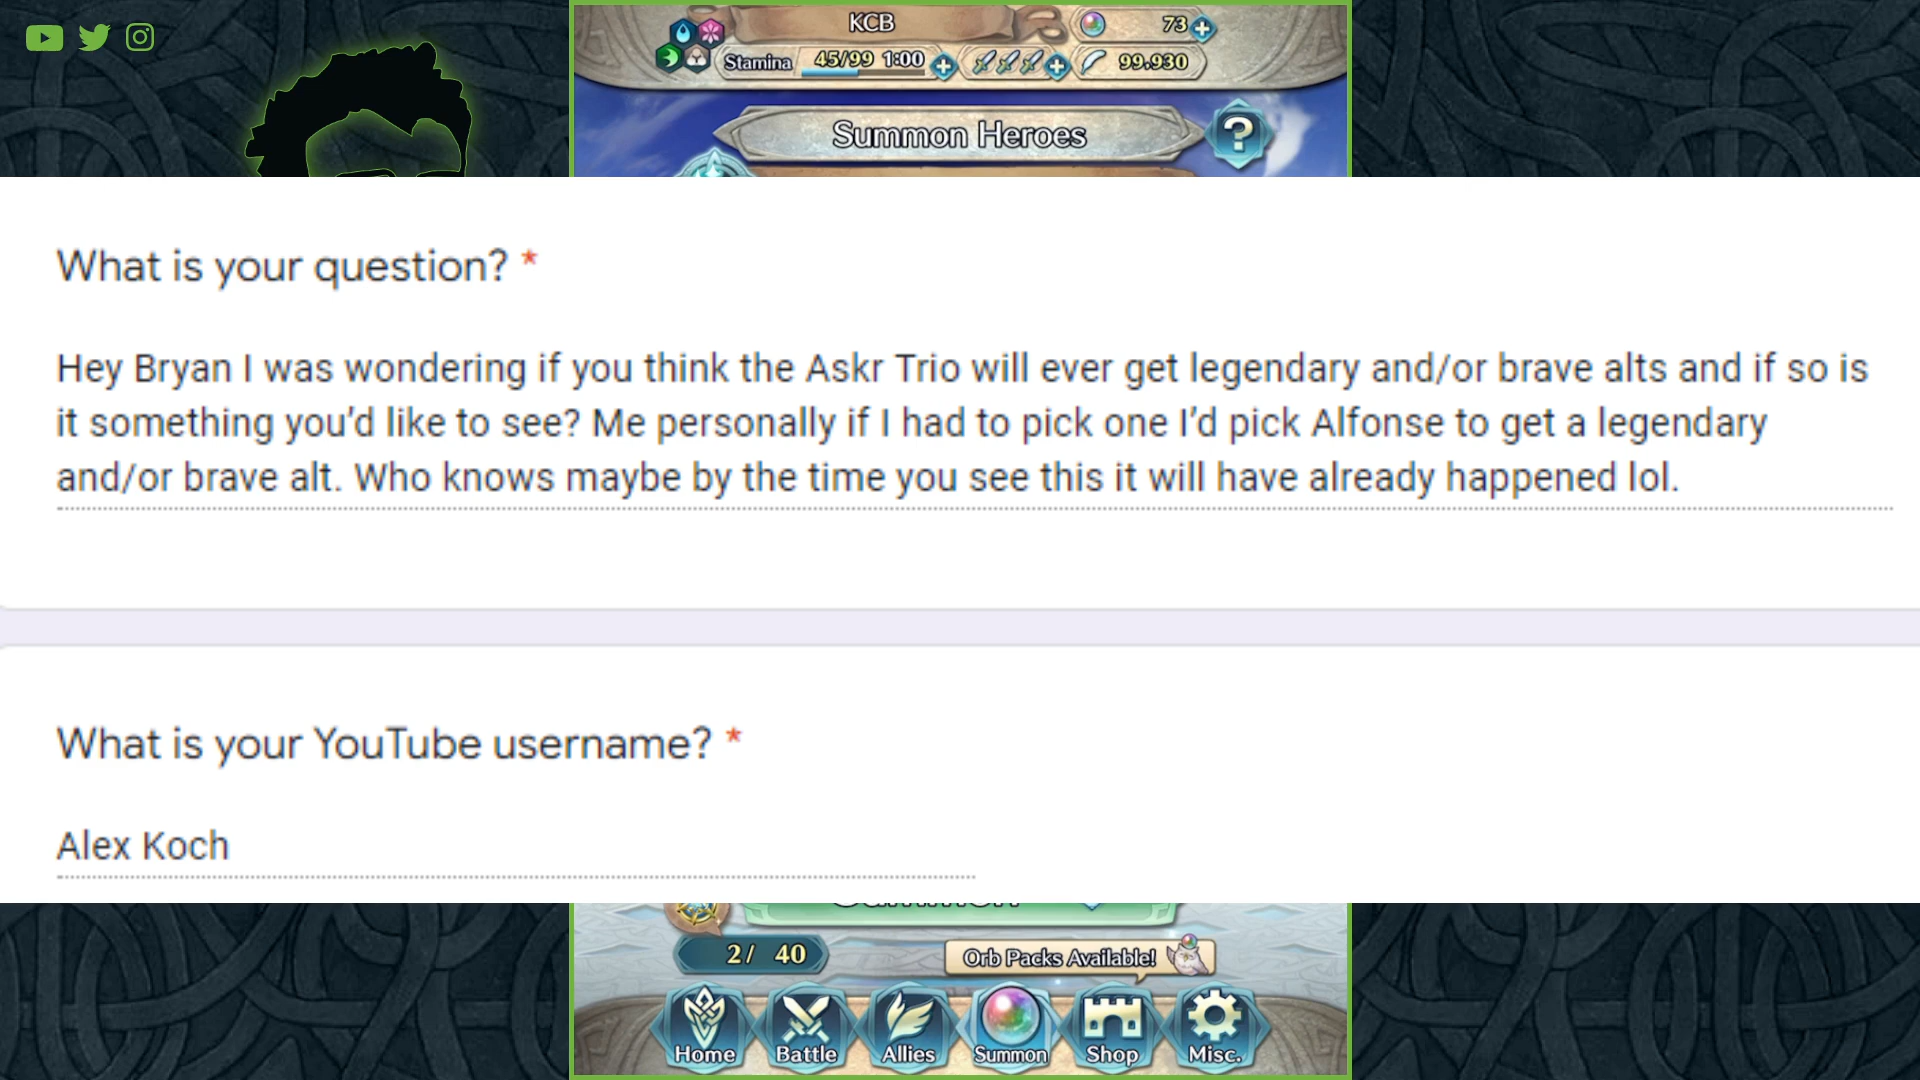 KCB
73
Stamina 45/99 1:00
99,930
Summon Heroes
?
What is your question? *
Hey Bryan I was wondering if you think the Askr Trio will ever get legendary and/or brave alts and if so is
it something you’d like to see? Me personally if I had to pick one I’d pick Alfonse to get a legendary
and/or brave alt. Who knows maybe by the time you see this it will have already happened lol.
What is your YouTube username? *
Alex Koch
2/ 40
Orb Packs Available!
Home Battle Allies Summon Shop Misc.